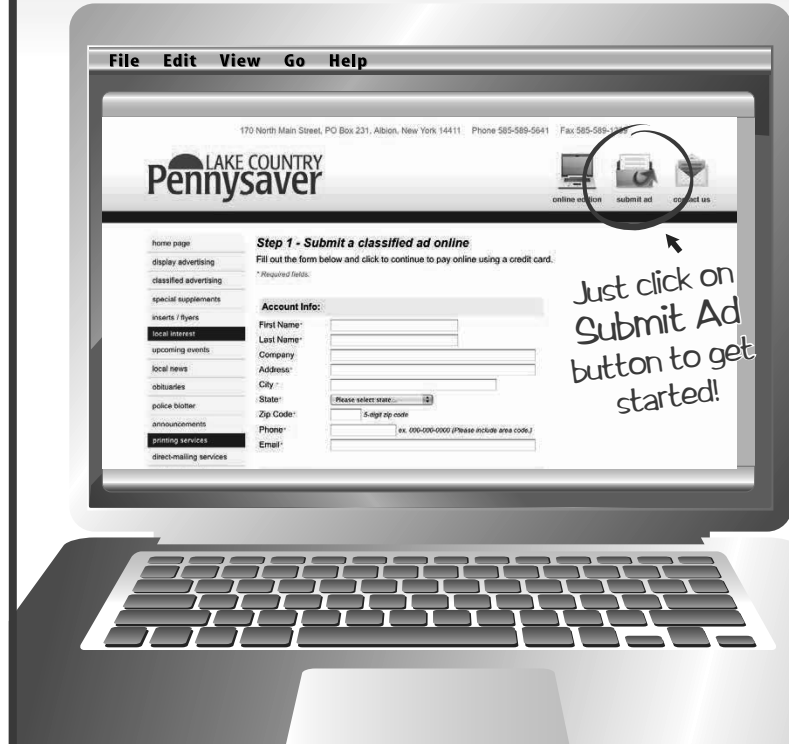 File Edit View Go Help
170 North Main Street, PO Box 231, Albion, New York 14411 Phone 585-589-5641 Fax 585-589-
LAKE COUNTRY
Pennysaver
online edition submit ad contact us
home page
display advertising
classified advertising
special supplements
inserts / flyers
local interest
upcoming events
local news
obituaries
police blotter
announcements
printing services
direct-mailing services
Step 1 - Submit a classified ad online
Fill out the form below and click to continue to pay online using a credit card.
* Required fields.
Account Info:
First Name*
Last Name*
Company
Address*
City *
State* Please select state...
Zip Code* 5-digit zip code
Phone* ex. 000-000-0000 (Please include area code.)
Email*
Just click on
Submit Ad
button to get
started!